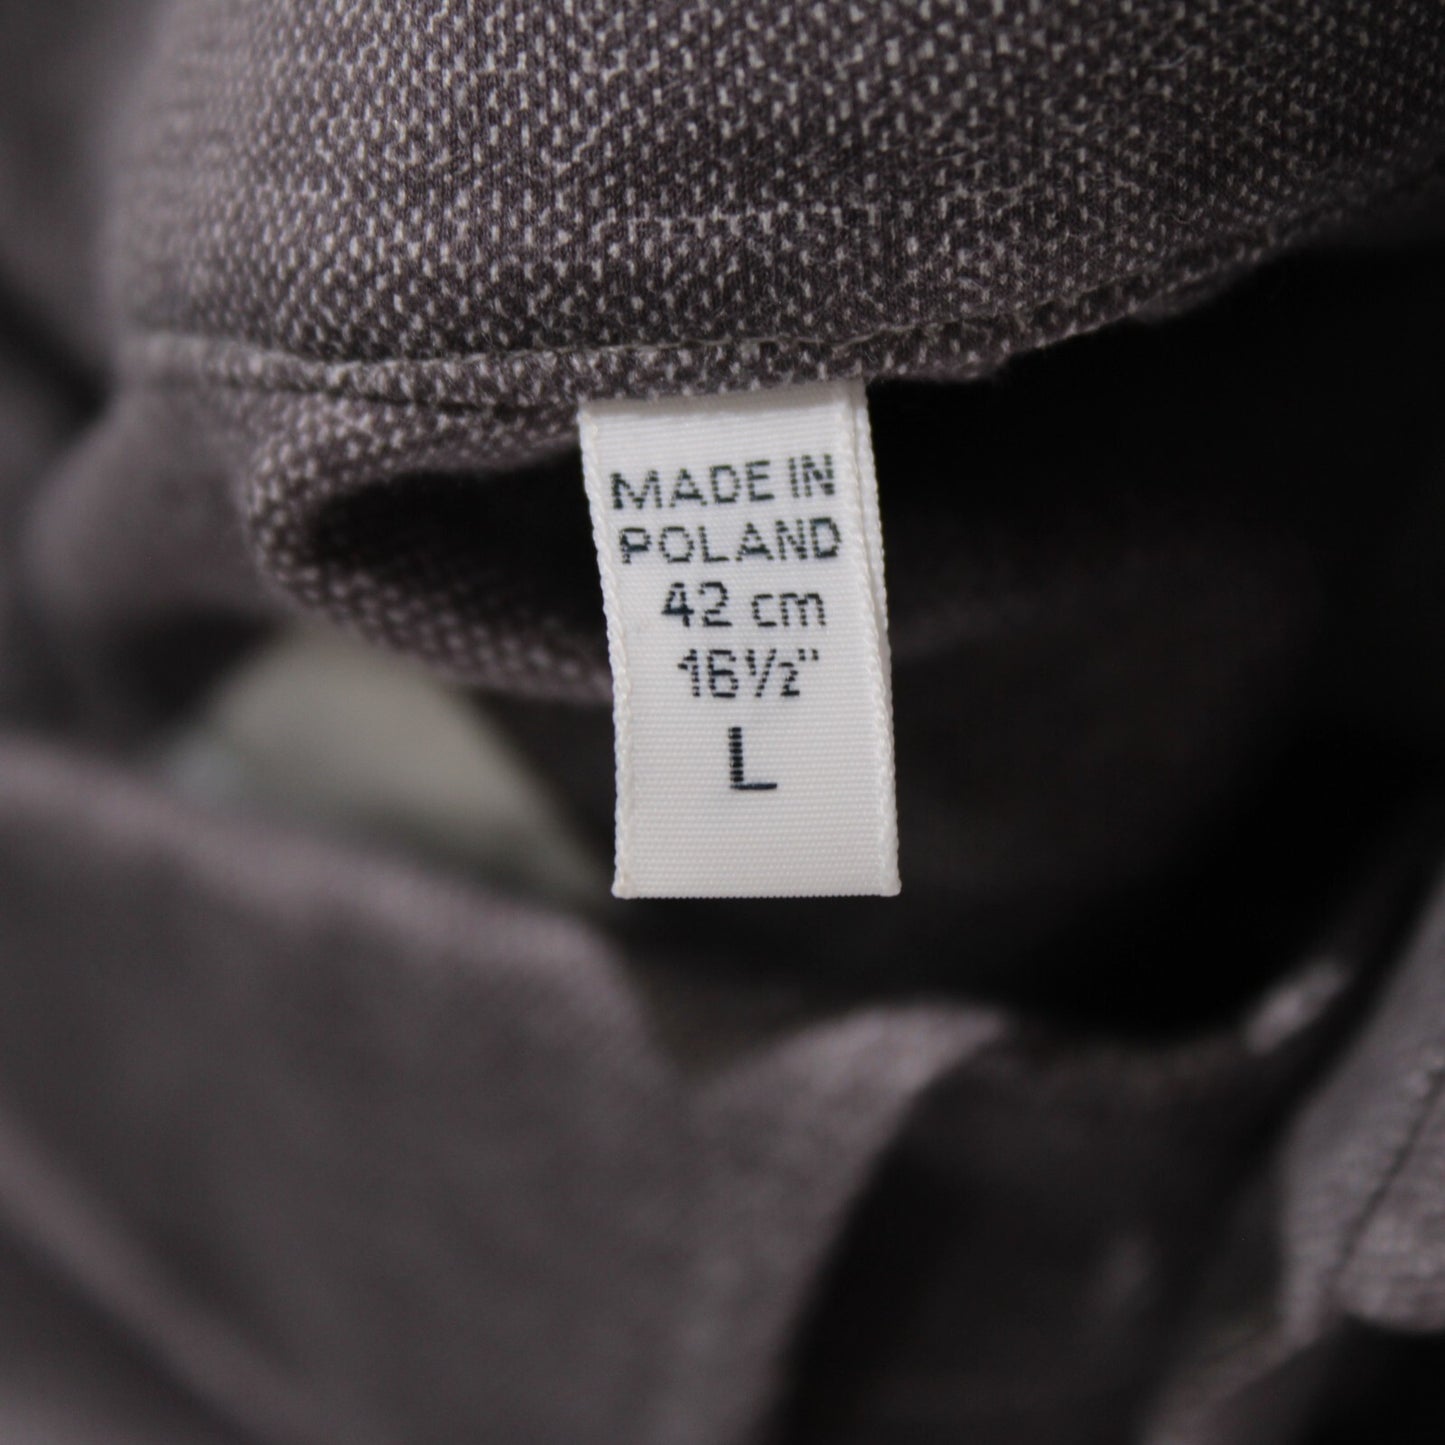 MADE IN
POLAND
42 cm
16½"
L